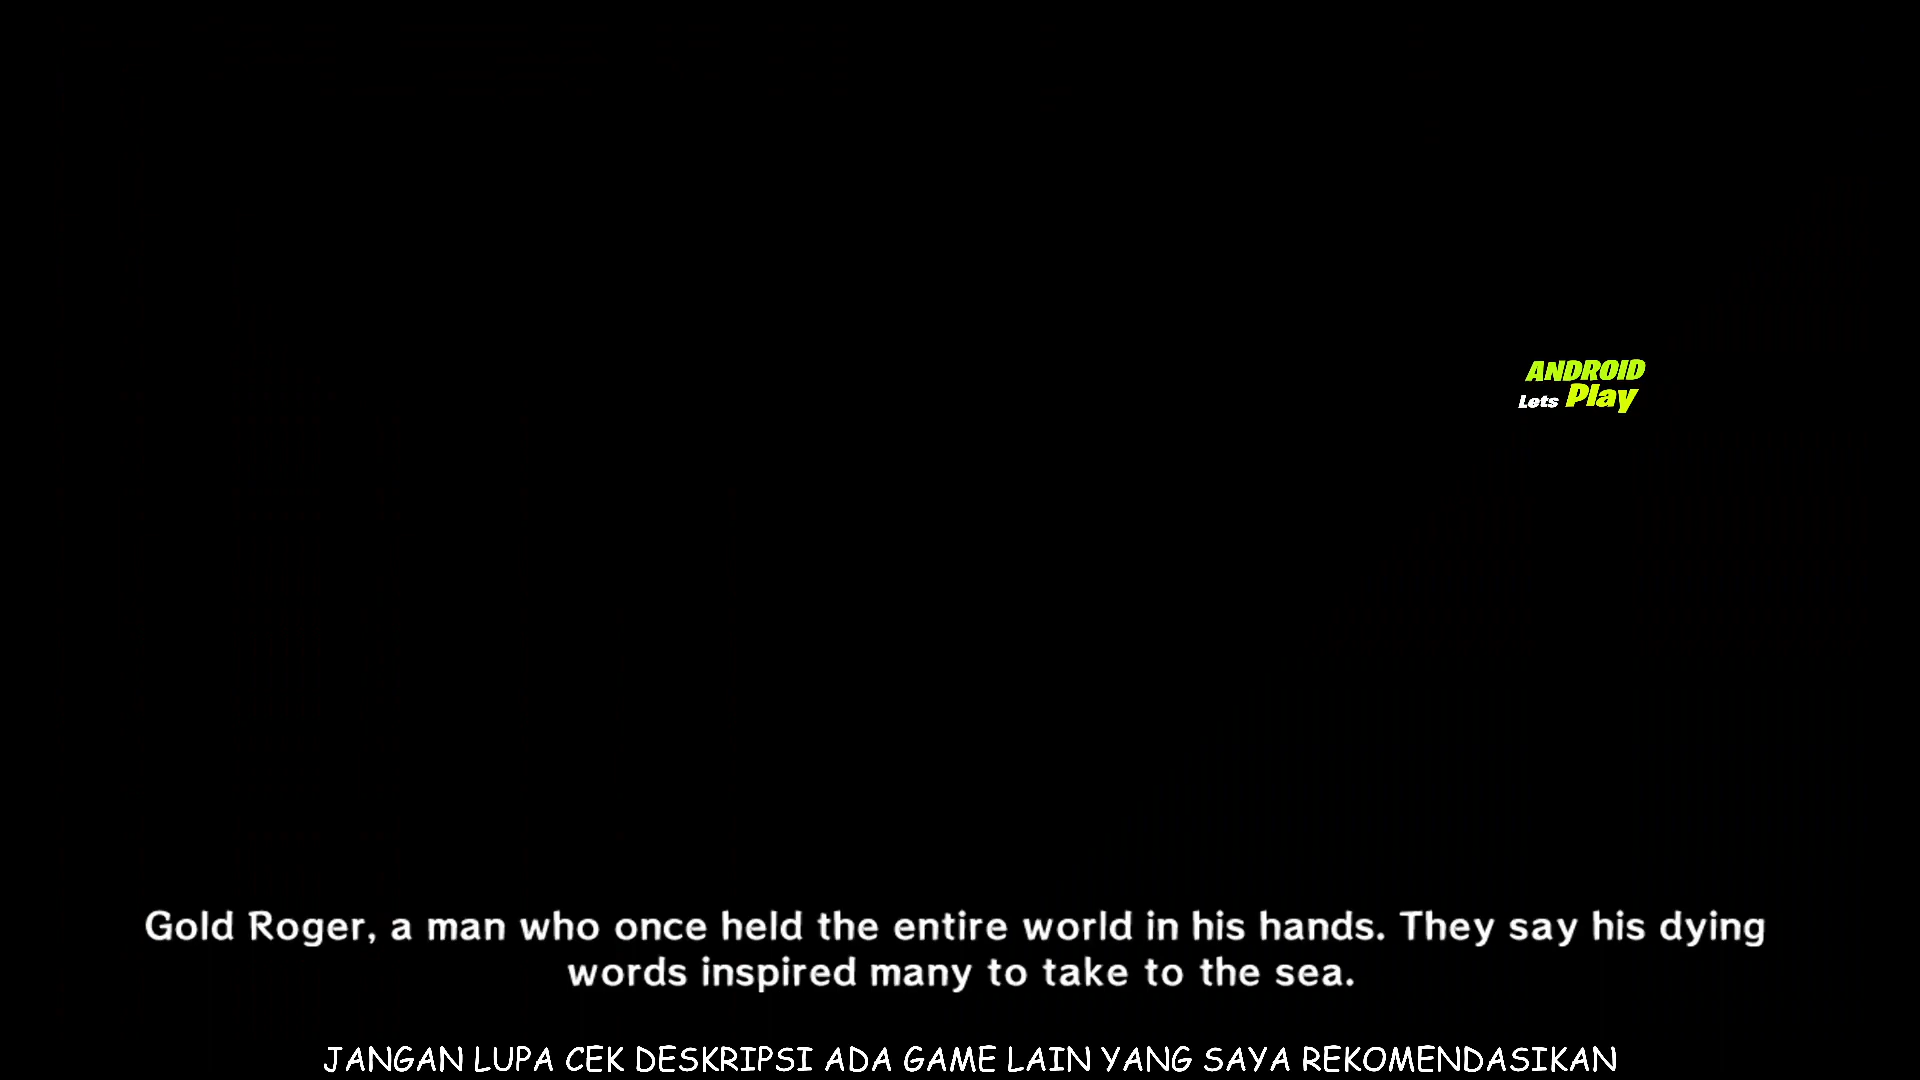 ANDROID
Lets Play
Gold Roger, a man who once held the entire world in his hands. They say his dying
words inspired many to take to the sea.
JANGAN LUPA CEK DESKRIPSI ADA GAME LAIN YANG SAYA REKOMENDASIKAN